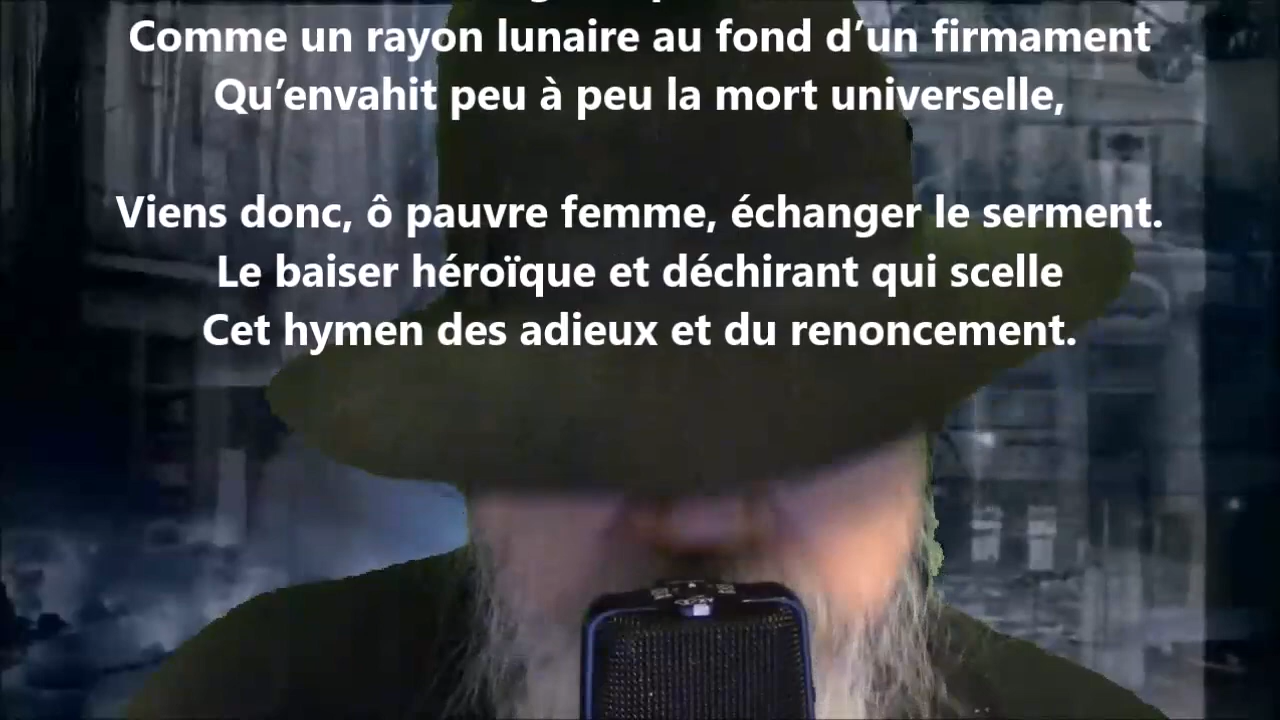 Comme un rayon lunaire au fond d’un firmament
Qu’envahit peu à peu la mort universelle,
Viens donc, ô pauvre femme, échanger le serment.
Le baiser héroïque et déchirant qui scelle
Cet hymen des adieux et du renoncement.